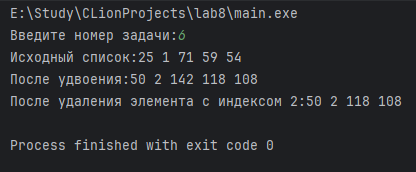 E:\Study\CLionProjects\lab8\main.exe
Введите номер задачи:6
Исходный список:25 1 71 59 54
После удвоения:50 2 142 118 108
После удаления элемента с индексом 2:50 2 118 108
Process finished with exit code 0